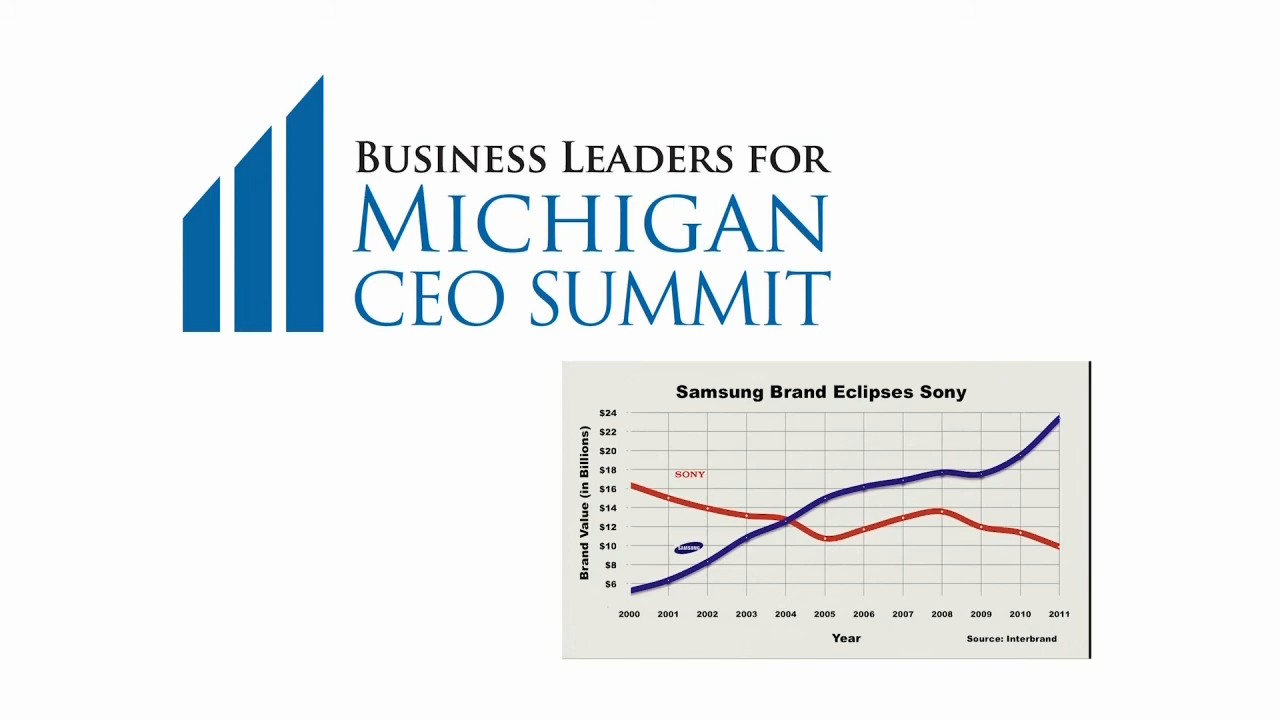 BUSINESS LEADERS FOR
MICHIGAN
CEO SUMMIT
Samsung Brand Eclipses Sony
Brand Value (in Billions)
$24
$22
$20
$18
$16
$14
$12
$10
$8
$6
SONY
SAMSUNG
2000 2001 2002 2003 2004 2005 2006 2007 2008 2009 2010 2011
Year
Source: Interbrand